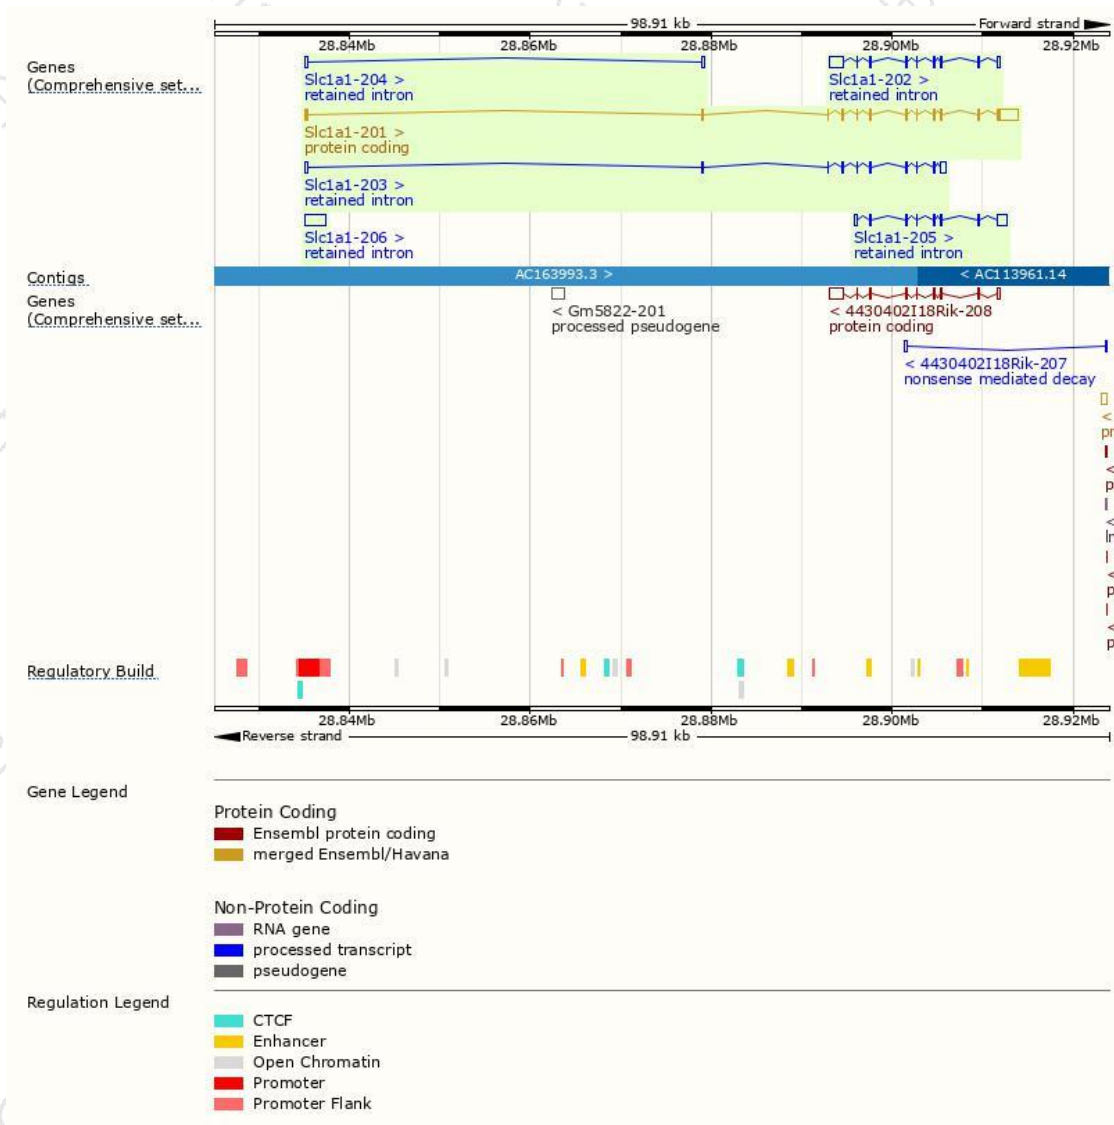 98.91 kb Forward strand
28.84Mb 28.86Mb 28.88Mb 28.90Mb 28.92Mb
Genes
(Comprehensive set...
Slc1a1-204 > Slc1a1-202 >
retained intron retained intron
Slc1a1-201 >
protein coding
Slc1a1-203 >
retained intron
Slc1a1-206 > Slc1a1-205 >
retained intron retained intron
Contigs AC163993.3 > < AC113961.14
Genes
(Comprehensive set...
< Gm5822-201 < 4430402I18Rik-208
processed pseudogene protein coding
< 4430402I18Rik-207
nonsense mediated decay
<
pr
<
p
<
<
p
<
p
Regulatory Build
28.84Mb 28.86Mb 28.88Mb 28.90Mb 28.92Mb
Reverse strand 98.91 kb
Gene Legend
Protein Coding
Ensembl protein coding
merged Ensembl/Havana
Non-Protein Coding
RNA gene
processed transcript
pseudogene
Regulation Legend
CTCF
Enhancer
Open Chromatin
Promoter
Promoter Flank